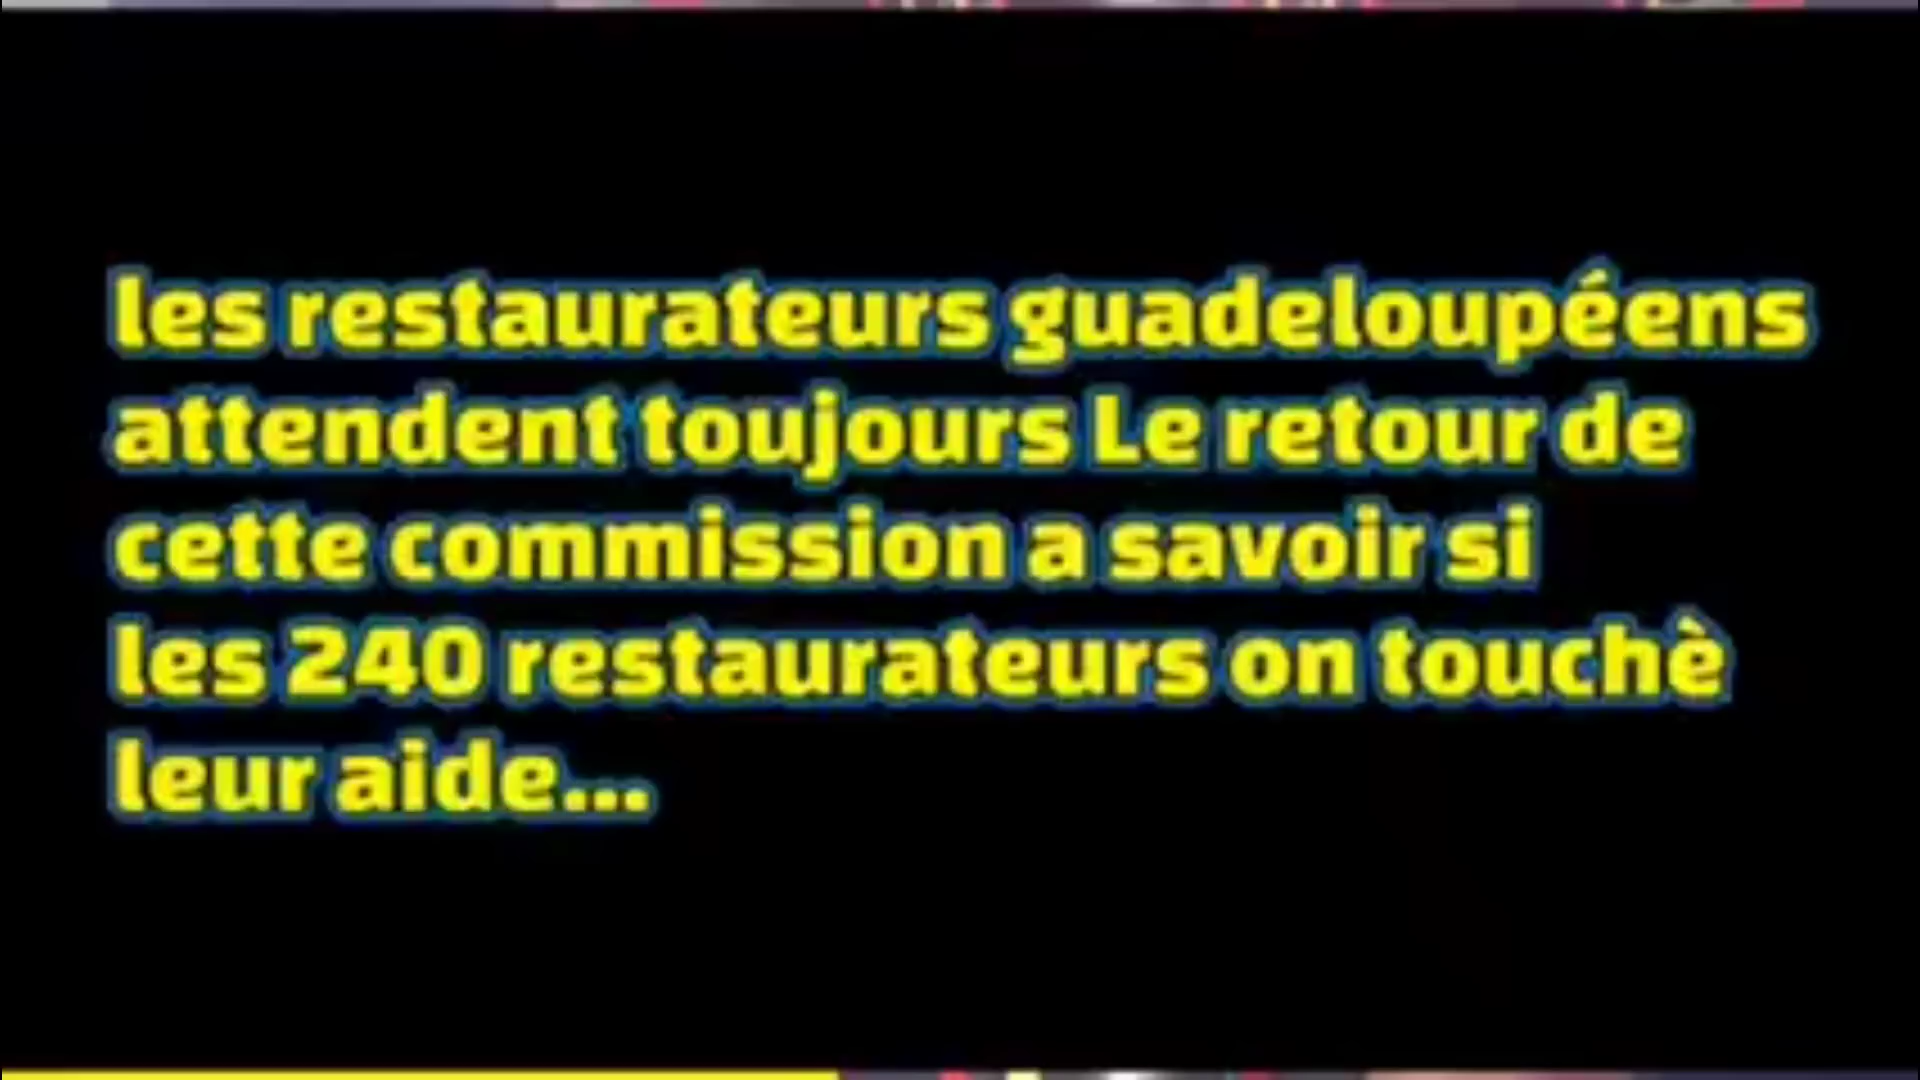 les restaurateurs guadeloupéens
attendent toujours Le retour de
cette commission a savoir si
les 240 restaurateurs on touchè
leur aide...